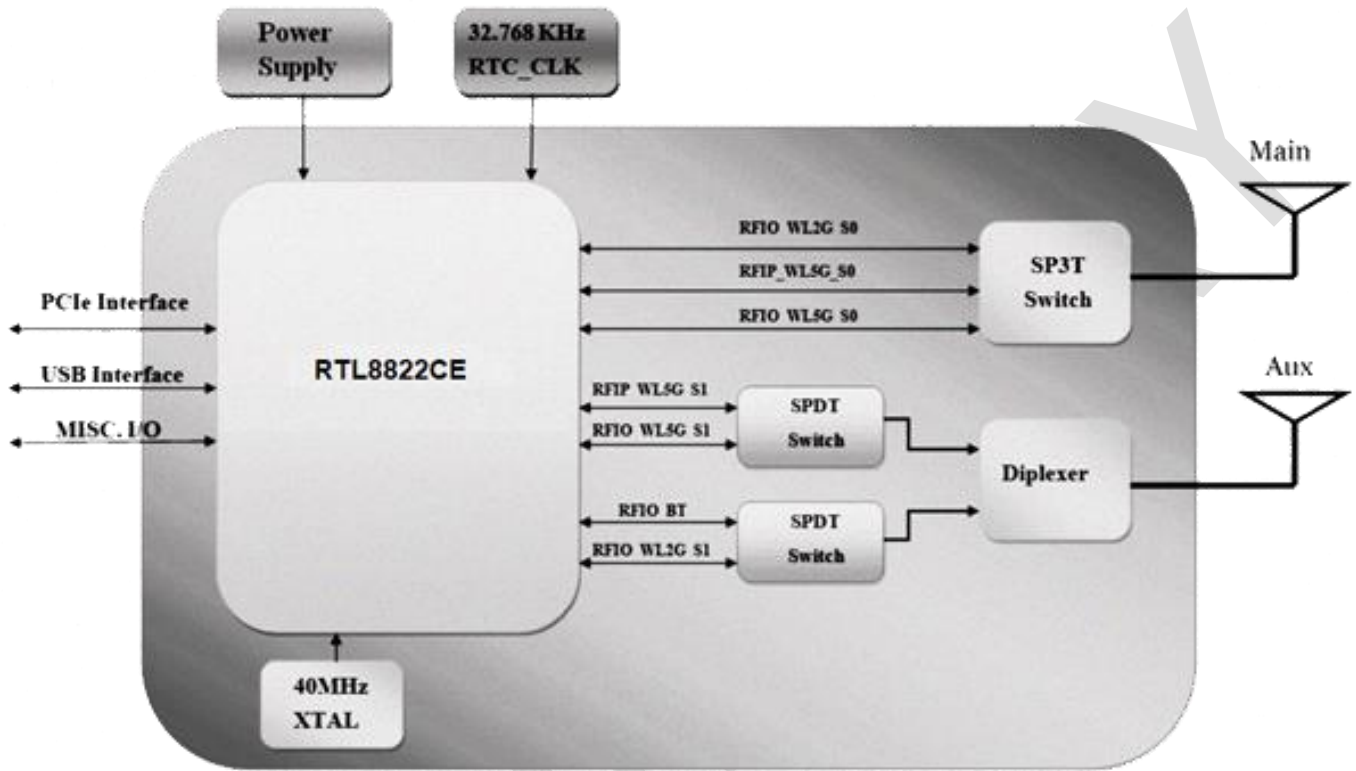 Power
Supply
32.768 KHz
RTC_CLK
Main
RFIO WL2G S0
RFIP_WL5G_S0
RFIO WL5G S0
SP3T
Switch
PCIe Interface
USB Interface
MISC. I/O
RTL8822CE
Aux
RFIP WL5G S1
RFIO WL5G S1
SPDT
Switch
Diplexer
RFIO BT
RFIO WL2G S1
SPDT
Switch
40MHz
XTAL
Y